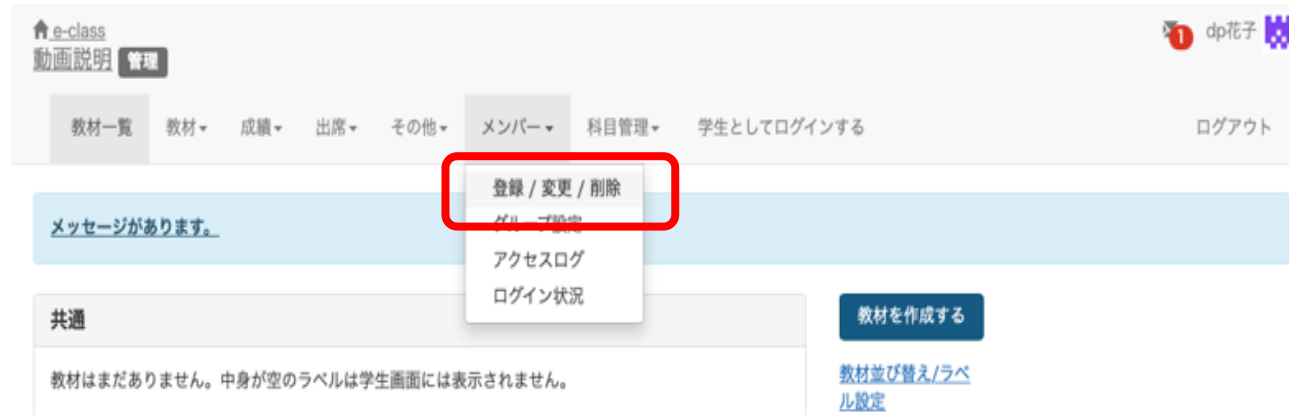 e-class
動画説明 管理
1 dp花子
教材一覧 教材 成績 出席 その他 メンバー 科目管理 学生としてログインする ログアウト
登録 / 変更 / 削除
グループ設定
アクセスログ
ログイン状況
メッセージがあります。
共通
教材はまだありません。中身が空のラベルは学生画面には表示されません。
教材を作成する
教材並び替え/ラベ
ル設定